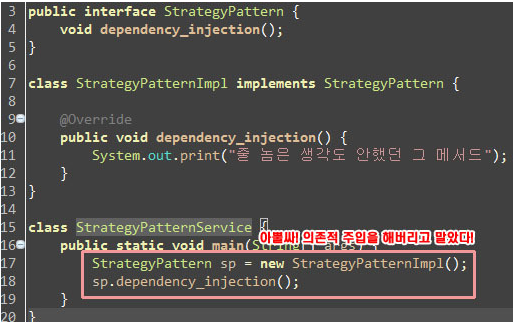 3 public interface StrategyPattern {
4 void dependency_injection();
5 }
6
7 class StrategyPatternImpl implements StrategyPattern {
8
9 @Override
10 public void dependency_injection() {
11 System.out.print("줄 놈은 생각도 안했던 그 메서드");
12 }
13 }
14
15 class StrategyPatternService {
아뿔싸! 의존적 주입을 해버리고 말았다!
16 public static void main(String[] args) {
17 StrategyPattern sp = new StrategyPatternImpl();
18 sp.dependency_injection();
19 }
20 }